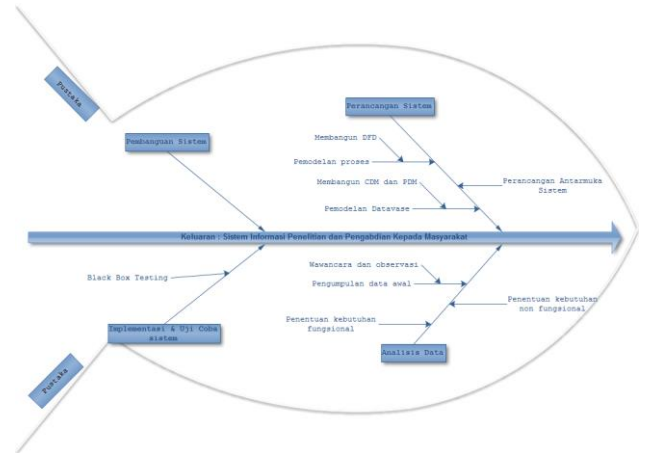 Pustaka
Perancangan Sistem
Pembangunan Sistem
Membangun DFD
Pemodelan proses
Membangun CDM dan PDM
Perancangan Antarmuka
Sistem
Pemodelan Datavase
Keluaran : Sistem Informasi Penelitian dan Pengabdian Kepada Masyarakat
Wawancara dan observasi
Black Box Testing
Pengumpulan data awal
Penentuan kebutuhan
non fungsional
Penentuan kebutuhan
fungsional
Implementasi & Uji Coba
sistem
Analisis Data
Pustaka